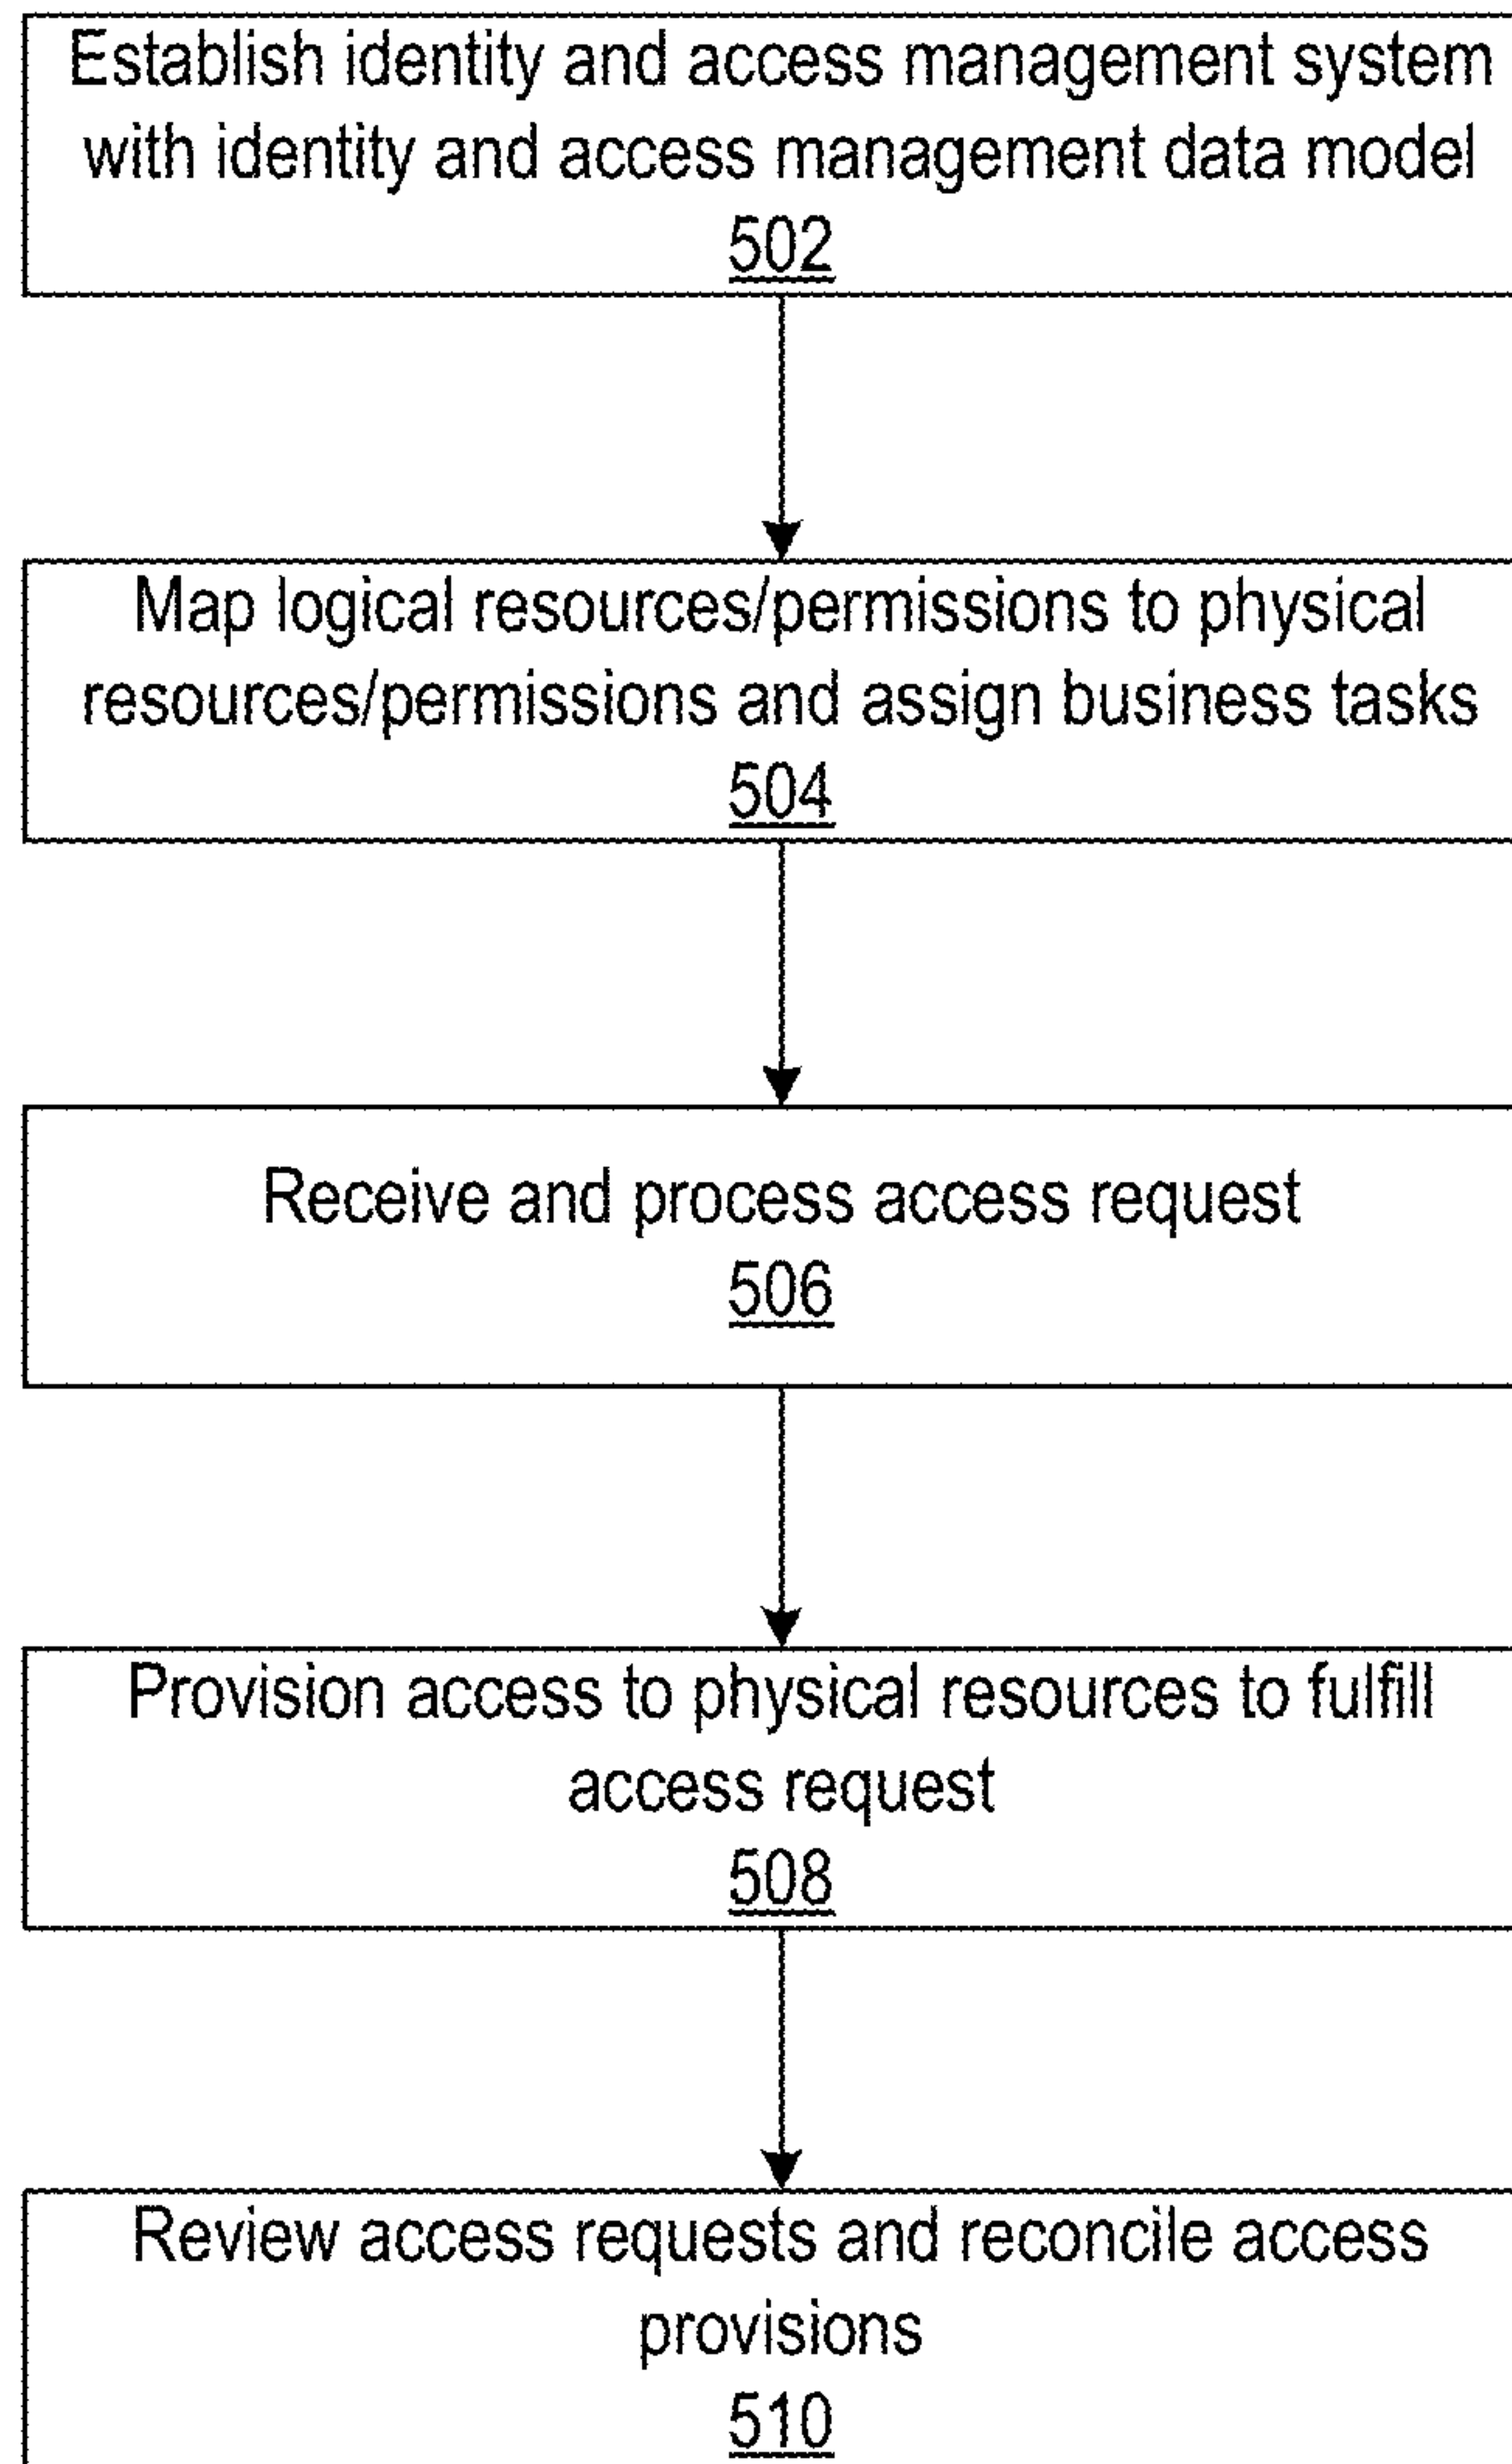 Establish identity and access management system
with identity and access management data model
502
Map logical resources/permissions to physical
resources/permissions and assign business tasks
504
Receive and process access request
506
Provision access to physical resources to fulfill
access request
508
Review access requests and reconcile access
provisions
510